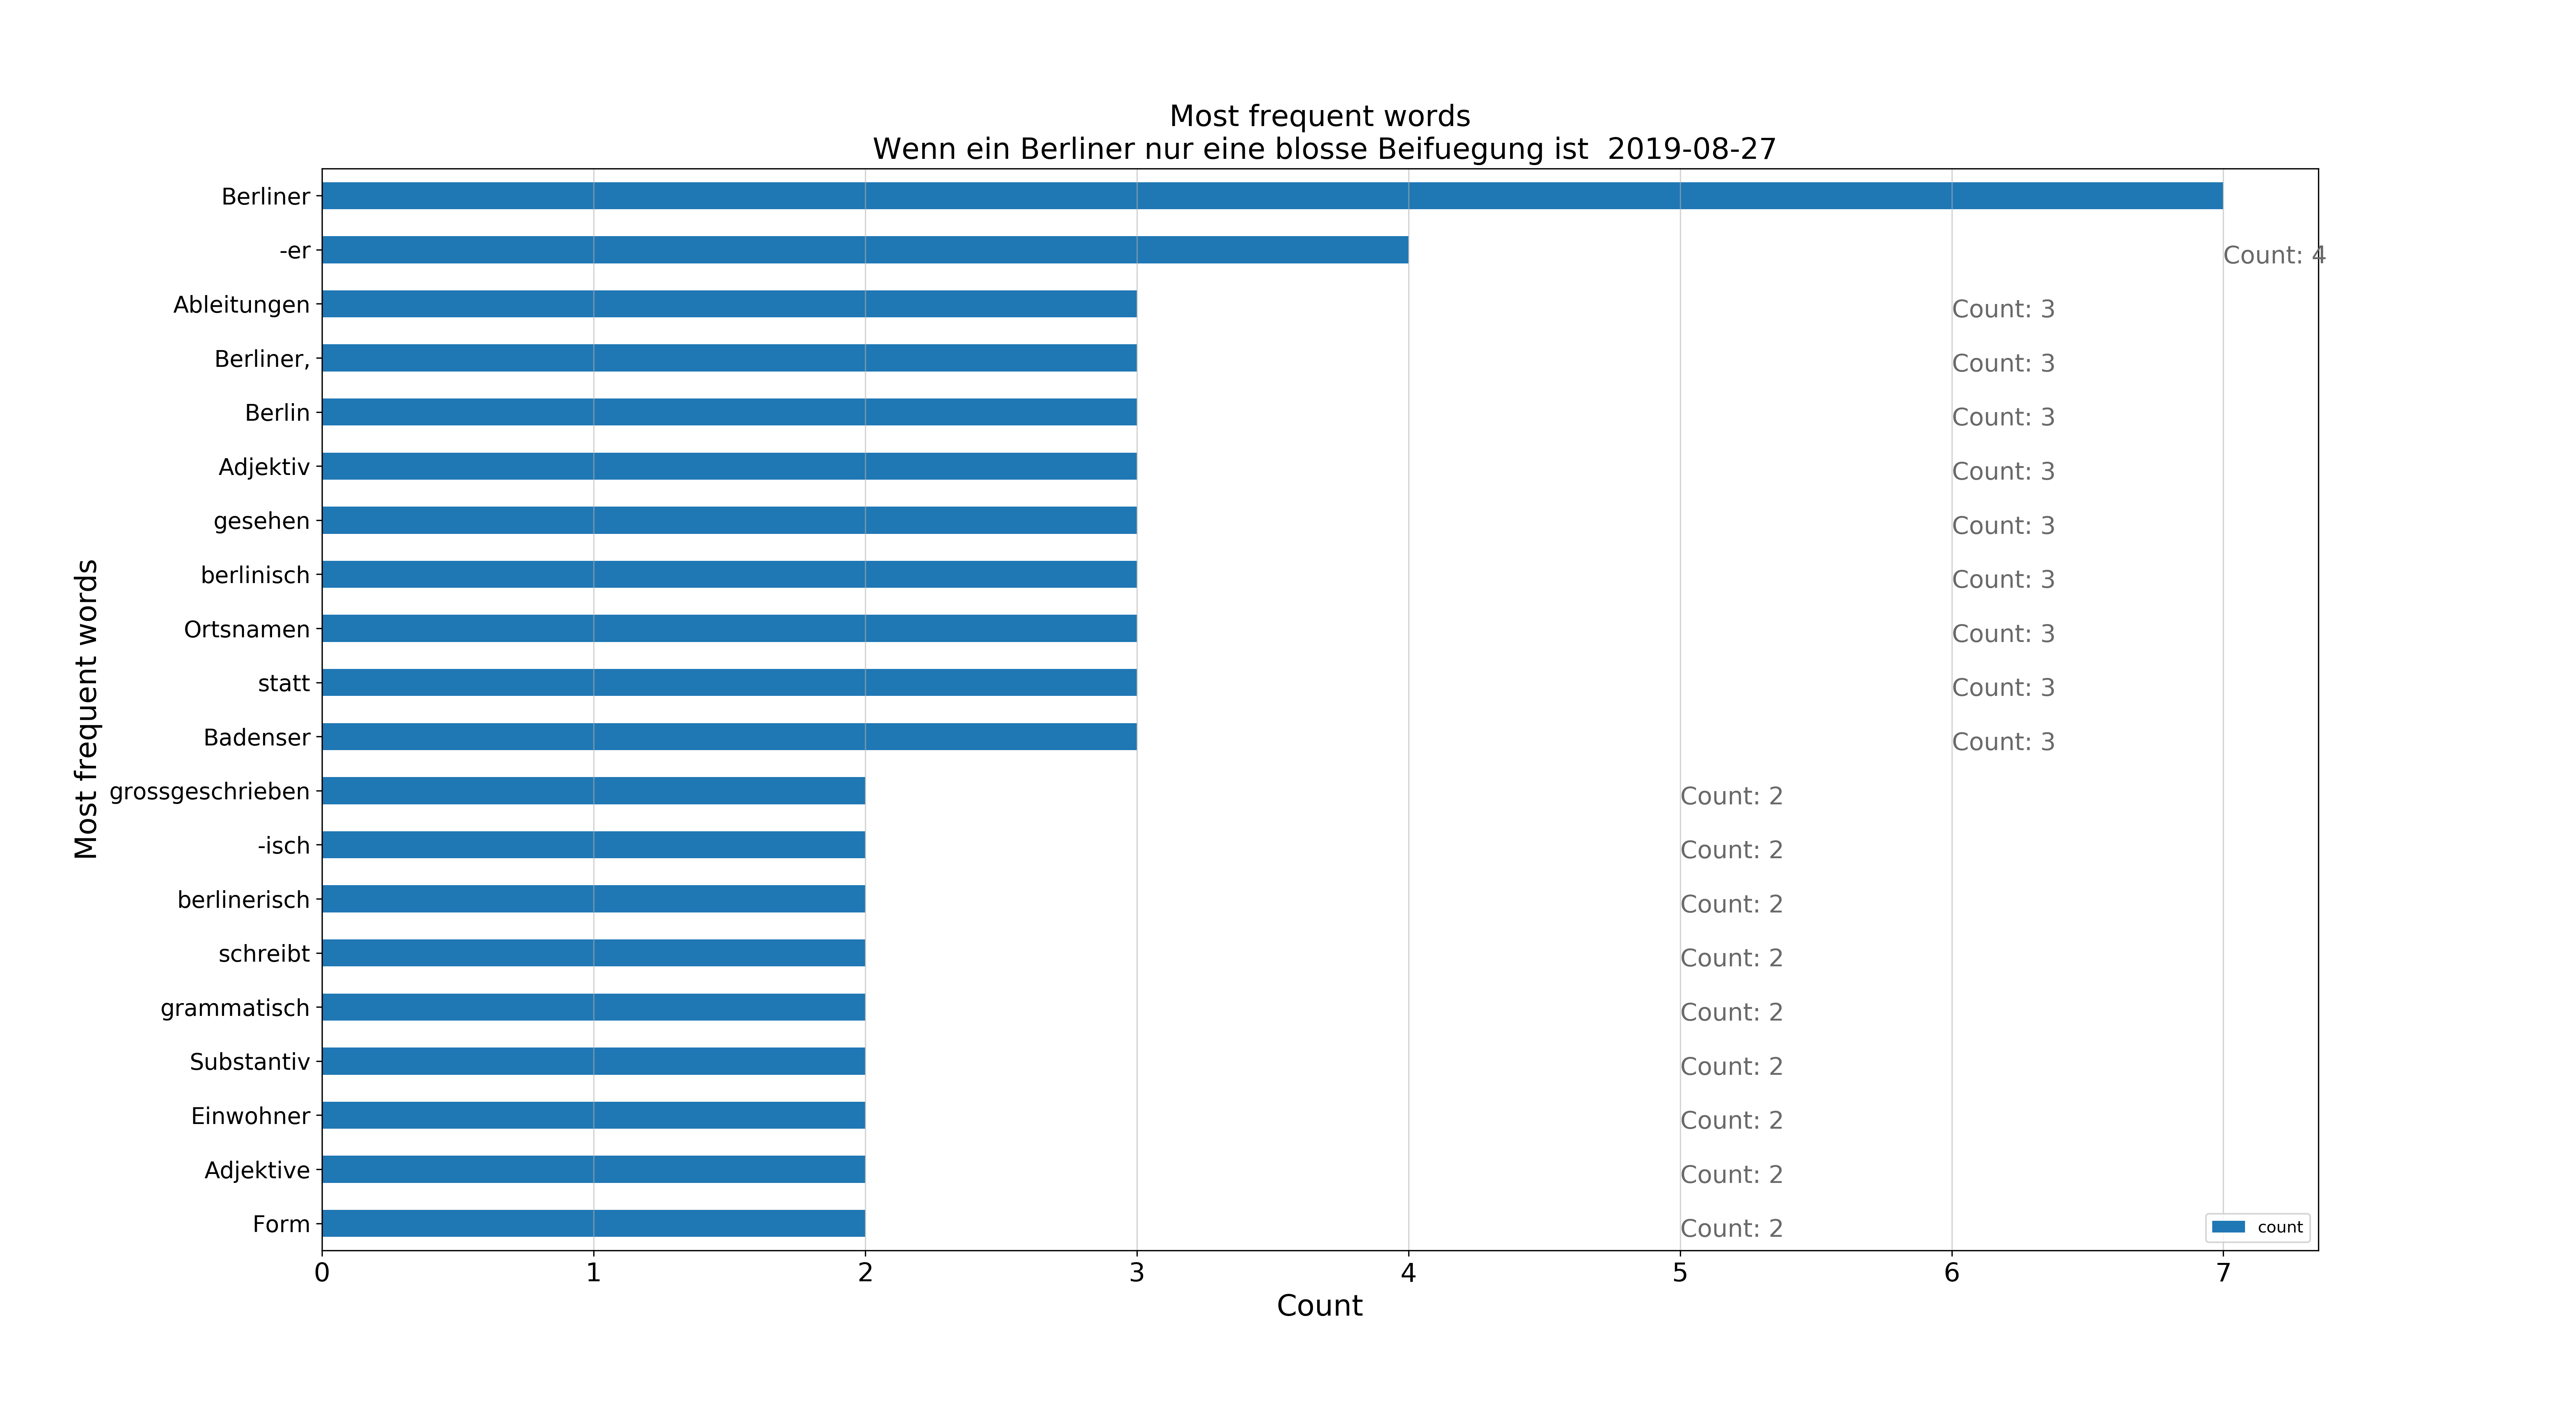 Most frequent words
Wenn ein Berliner nur eine blosse Beifuegung ist  2019-08-27
Most frequent words
Berliner
-er Count: 4
Ableitungen Count: 3
Berliner, Count: 3
Berlin Count: 3
Adjektiv Count: 3
gesehen Count: 3
berlinisch Count: 3
Ortsnamen Count: 3
statt Count: 3
Badenser Count: 3
grossgeschrieben Count: 2
-isch Count: 2
berlinerisch Count: 2
schreibt Count: 2
grammatisch Count: 2
Substantiv Count: 2
Einwohner Count: 2
Adjektive Count: 2
Form Count: 2
count
0 1 2 3 4 5 6 7
Count